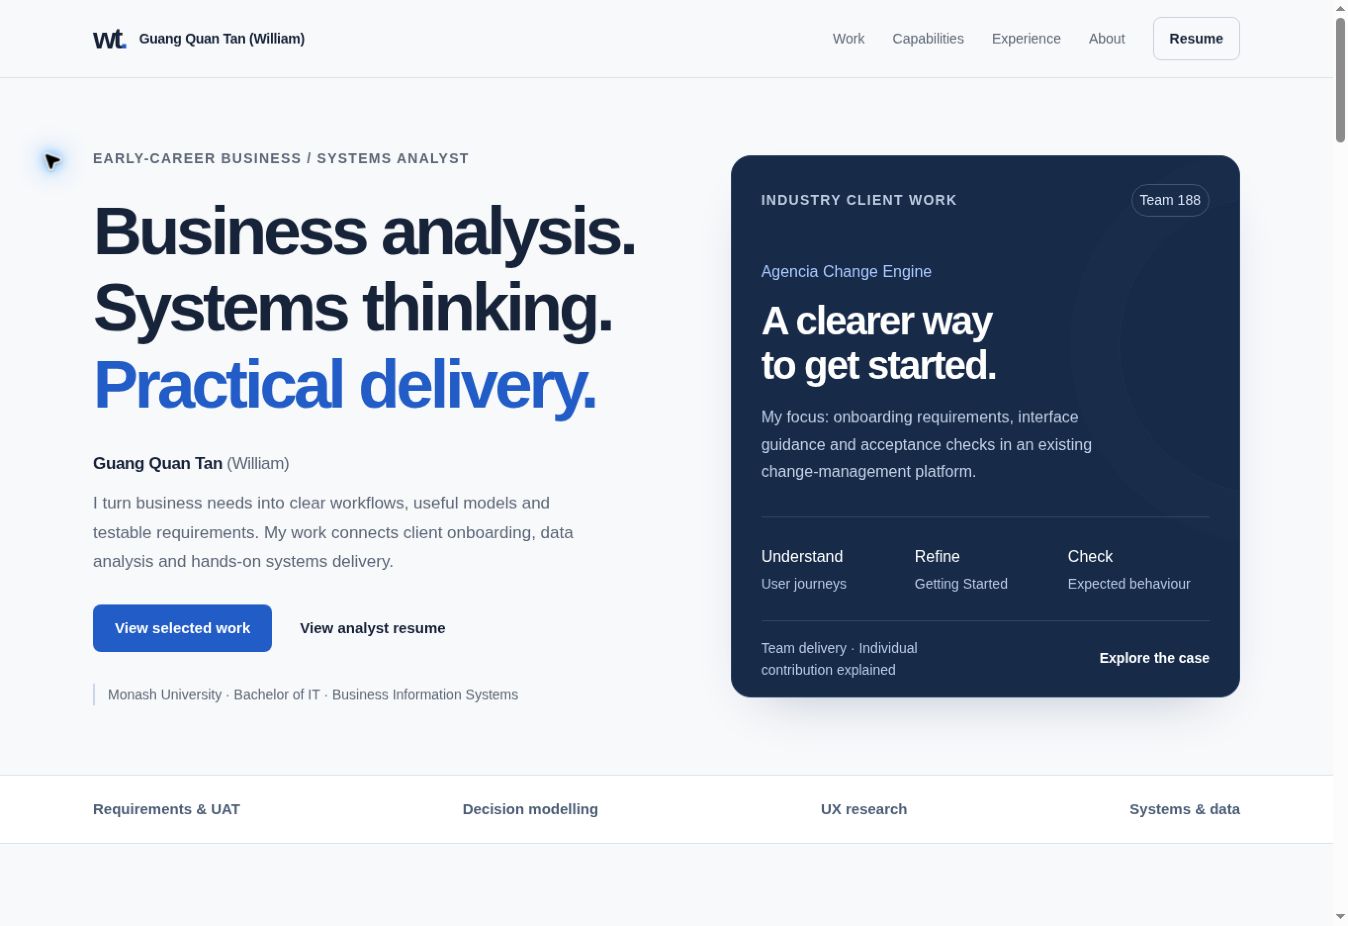 wt.
Guang Quan Tan (William)
Work
Capabilities
Experience
About
Resume
EARLY-CAREER BUSINESS / SYSTEMS ANALYST
Business analysis.
Systems thinking.
Practical delivery.
Guang Quan Tan (William)
I turn business needs into clear workflows, useful models and
testable requirements. My work connects client onboarding, data
analysis and hands-on systems delivery.
View selected work
View analyst resume
Monash University · Bachelor of IT · Business Information Systems
INDUSTRY CLIENT WORK
Team 188
Agencia Change Engine
A clearer way
to get started.
My focus: onboarding requirements, interface
guidance and acceptance checks in an existing
change-management platform.
Understand
User journeys
Refine
Getting Started
Check
Expected behaviour
Team delivery · Individual
contribution explained
Explore the case
Requirements & UAT
Decision modelling
UX research
Systems & data